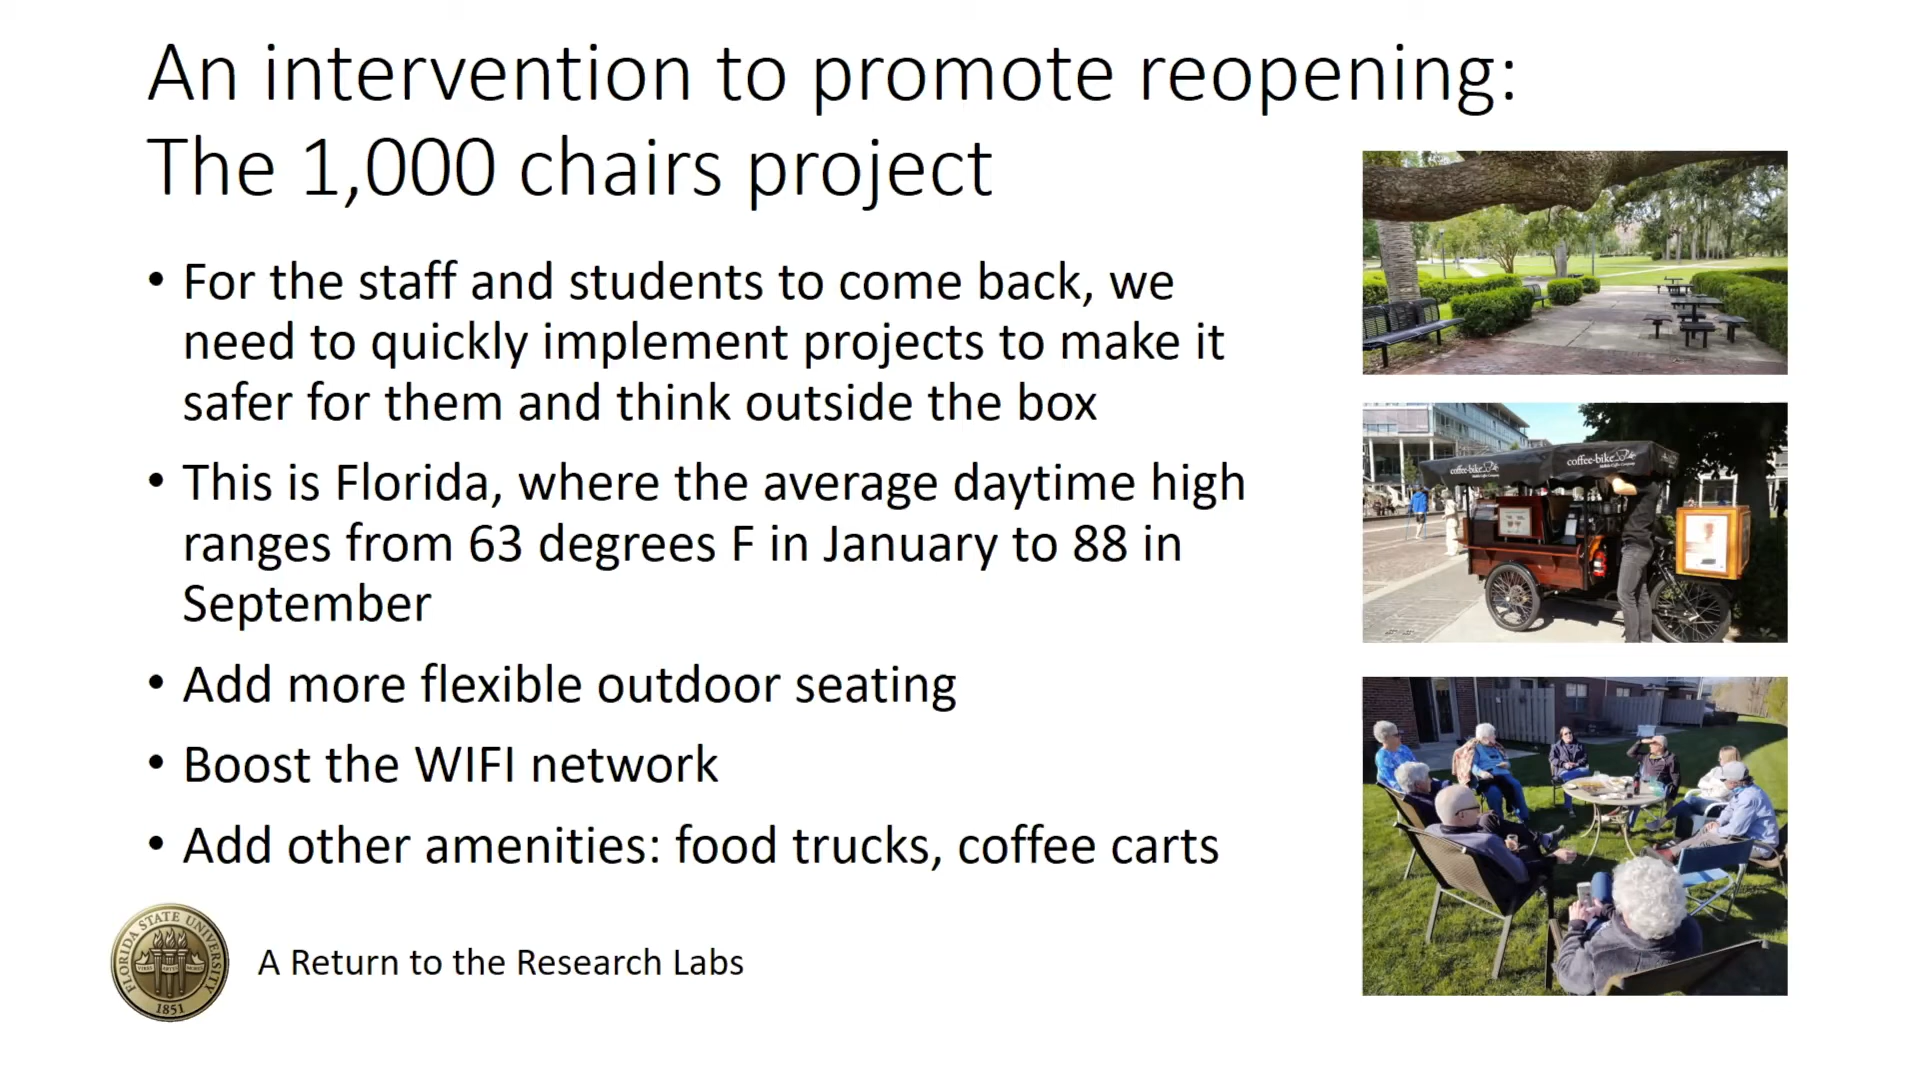 An intervention to promote reopening:
The 1,000 chairs project
• For the staff and students to come back, we
need to quickly implement projects to make it
safer for them and think outside the box
• This is Florida, where the average daytime high
ranges from 63 degrees F in January to 88 in
September
• Add more flexible outdoor seating
• Boost the WIFI network
• Add other amenities: food trucks, coffee carts
coffee-bike
coffee-bike
FLORIDA STATE UNIVERSITY
1851
A Return to the Research Labs